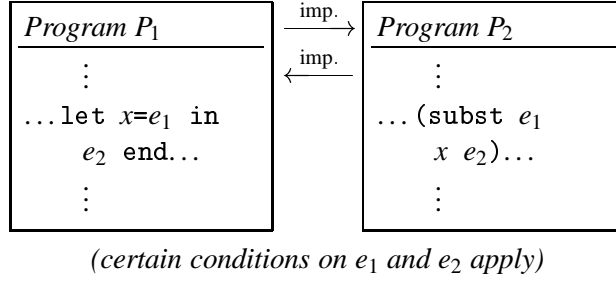 Program P1
imp.
imp.
Program P2
⋮
⋮
...let x=e1 in
e2 end...
...(subst e1
x e2)...
⋮
⋮
(certain conditions on e1 and e2 apply)